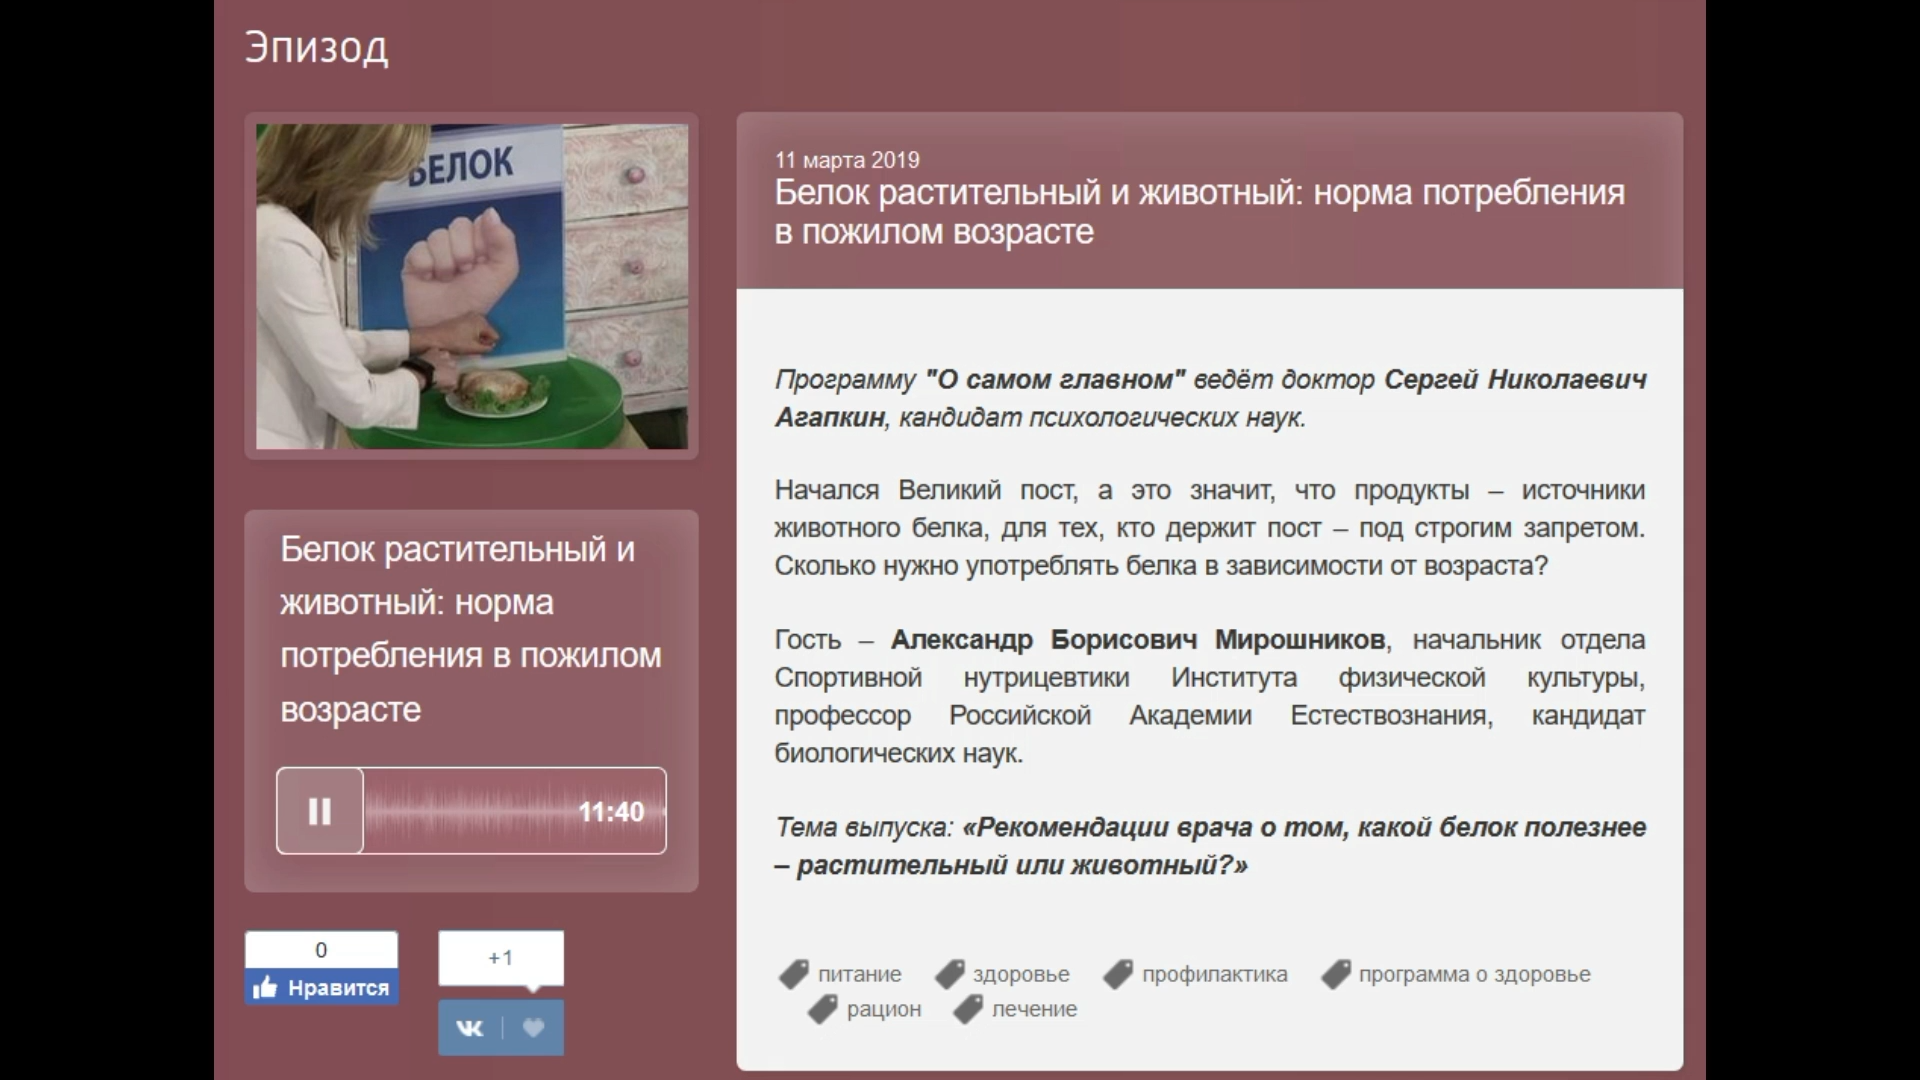 Эпизод
БЕЛОК
11 марта 2019
Белок растительный и животный: норма потребления
в пожилом возрасте
Программу "О самом главном" ведёт доктор Сергей Николаевич
Агапкин, кандидат психологических наук.
Начался Великий пост, а это значит, что продукты – источники
животного белка, для тех, кто держит пост – под строгим запретом.
Сколько нужно употреблять белка в зависимости от возраста?
Гость – Александр Борисович Мирошников, начальник отдела
Спортивной нутрицевтики Института физической культуры,
профессор Российской Академии Естествознания, кандидат
биологических наук.
Тема выпуска: «Рекомендации врача о том, какой белок полезнее
– растительный или животный?»
питание здоровье профилактика программа о здоровье
рацион лечение
Белок растительный и
животный: норма
потребления в пожилом
возрасте
11:40
0
Нравится
+1